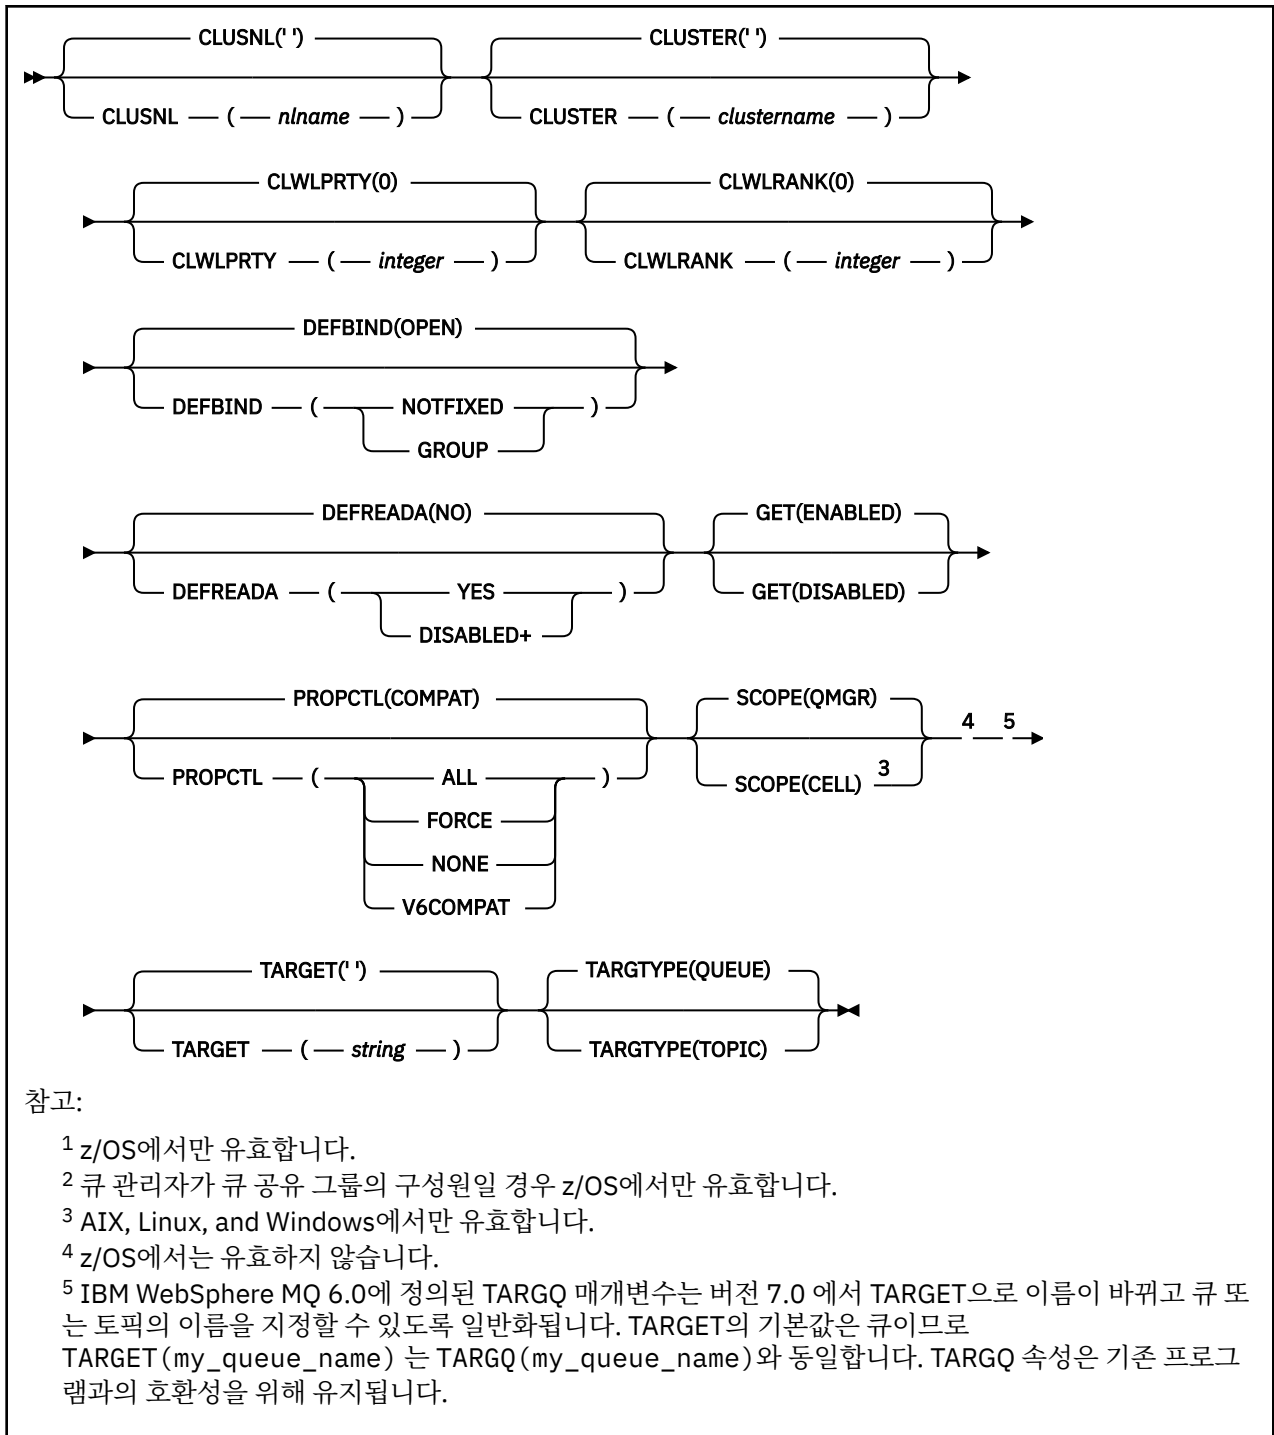 CLUSNL(' ') CLUSTER(' ')
CLUSNL ( nlname ) CLUSTER ( clustername )
CLWLPRTY(0) CLWLRANK(0)
CLWLPRTY ( integer ) CLWLRANK ( integer )
DEFBIND(OPEN)
DEFBIND ( NOTFIXED )
GROUP
DEFREADA(NO) GET(ENABLED)
DEFREADA ( YES ) GET(DISABLED)
DISABLED+
PROPCTL(COMPAT) SCOPE(QMGR)
4 5
PROPCTL ( ALL ) SCOPE(CELL) 3
FORCE
NONE
V6COMPAT
TARGET(' ') TARGTYPE(QUEUE)
TARGET ( string ) TARGTYPE(TOPIC)
참고:
1 z/OS에서만 유효합니다.
2 큐 관리자가 큐 공유 그룹의 구성원일 경우 z/OS에서만 유효합니다.
3 AIX, Linux, and Windows에서만 유효합니다.
4 z/OS에서는 유효하지 않습니다.
5 IBM WebSphere MQ 6.0에 정의된 TARGQ 매개변수는 버전 7.0 에서 TARGET으로 이름이 바뀌고 큐 또
는 토픽의 이름을 지정할 수 있도록 일반화됩니다. TARGET의 기본값은 큐이므로
TARGET(my_queue_name) 는 TARGQ(my_queue_name)와 동일합니다. TARGQ 속성은 기존 프로그
램과의 호환성을 위해 유지됩니다.